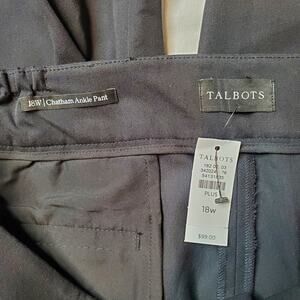 18W | Chatham Ankle Pant
TALBOTS
TALBOTS
PLUS
18w
$99.00